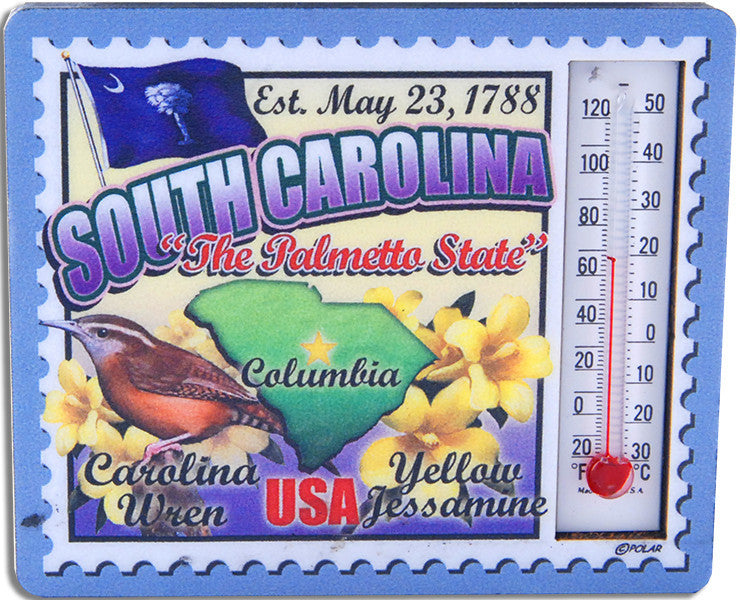 Est. May 23, 1788
SOUTH CAROLINA
"The Palmetto State"
Columbia
Carolina
Wren
USA
Yellow
Jessamine
120 50
100 40
80 30
60 20
40 10
20 0
0 10
20 20
°F 30
°C
©POLAR